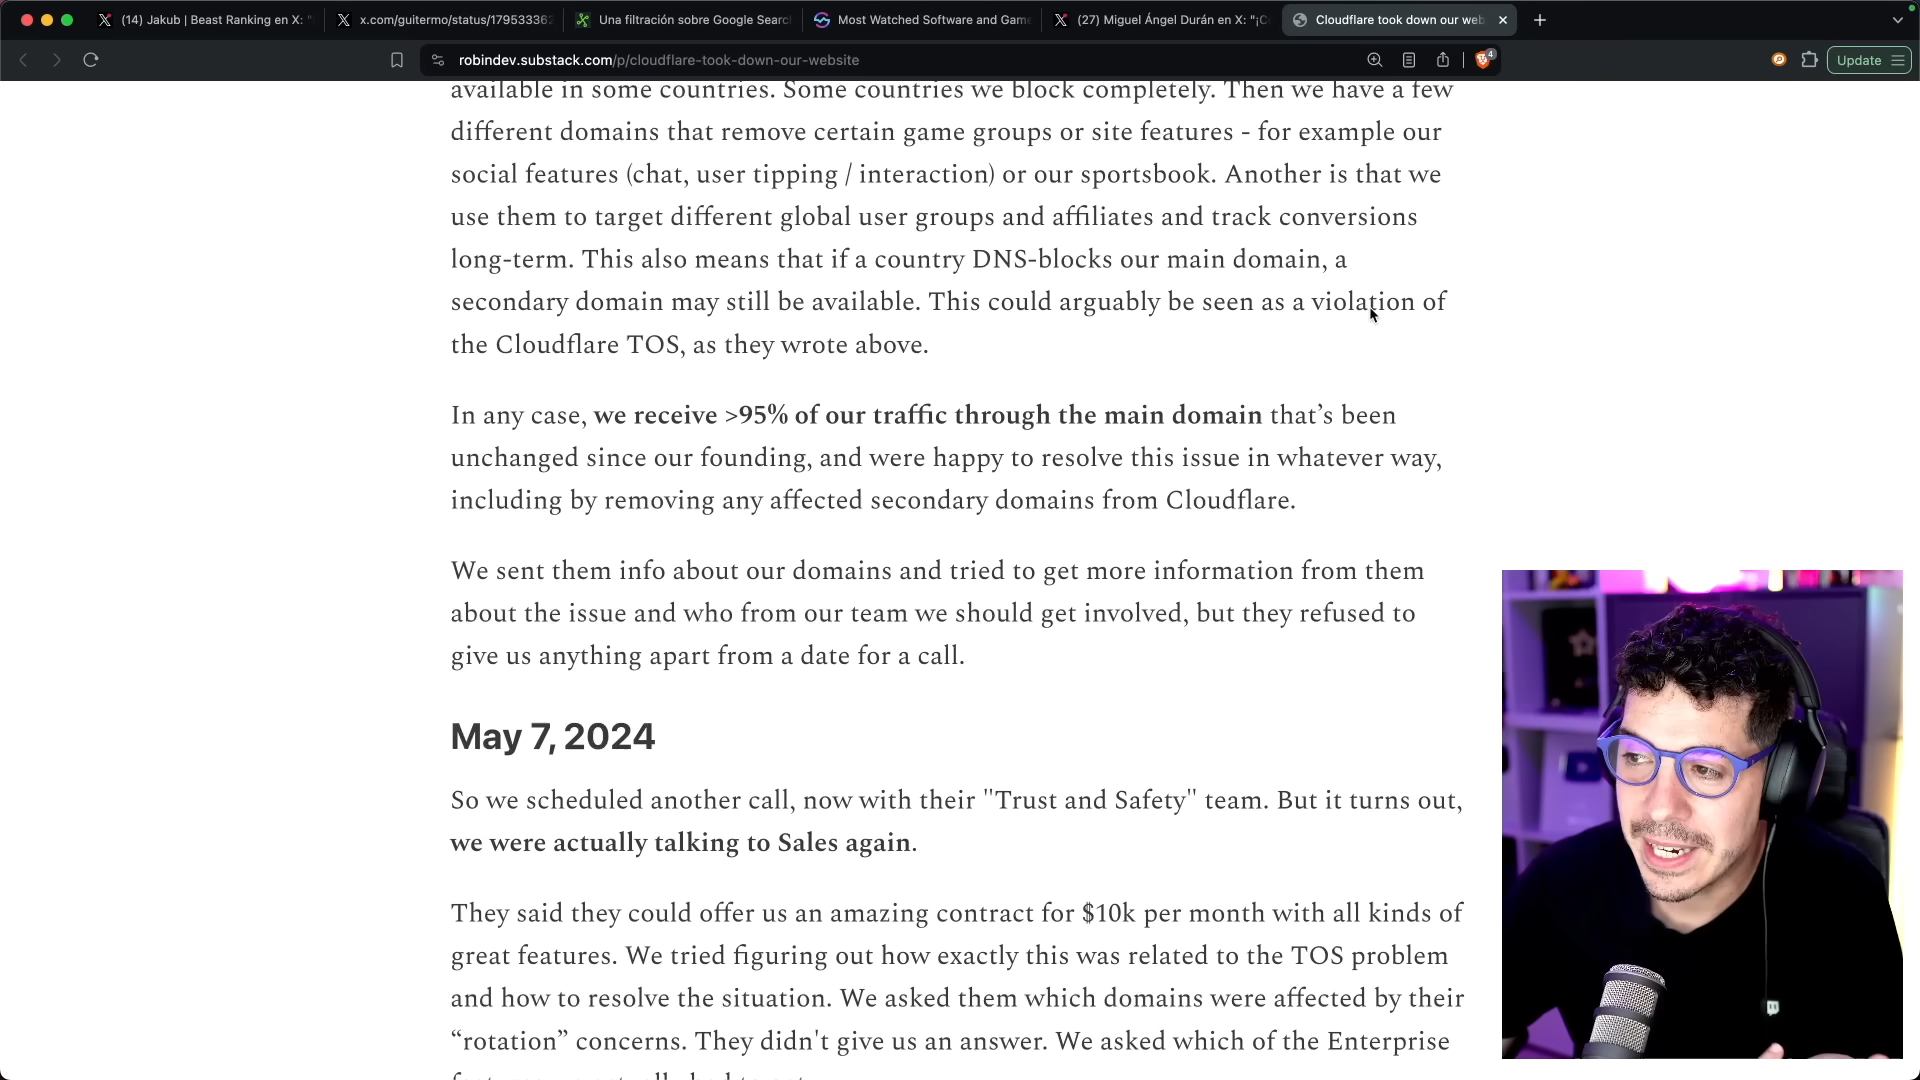 (14) Jakub | Beast Ranking en X: "
x.com/guitermo/status/179533362
Una filtración sobre Google Searc
Most Watched Software and Game
(27) Miguel Ángel Durán en X: "¡C
Cloudflare took down our web
robindev.substack.com/p/cloudflare-took-down-our-website
4
Update
available in some countries. Some countries we block completely. Then we have a few
different domains that remove certain game groups or site features - for example our
social features (chat, user tipping / interaction) or our sportsbook. Another is that we
use them to target different global user groups and affiliates and track conversions
long-term. This also means that if a country DNS-blocks our main domain, a
secondary domain may still be available. This could arguably be seen as a violation of
the Cloudflare TOS, as they wrote above.
In any case, we receive >95% of our traffic through the main domain that’s been
unchanged since our founding, and were happy to resolve this issue in whatever way,
including by removing any affected secondary domains from Cloudflare.
We sent them info about our domains and tried to get more information from them
about the issue and who from our team we should get involved, but they refused to
give us anything apart from a date for a call.
May 7, 2024
So we scheduled another call, now with their "Trust and Safety" team. But it turns out,
we were actually talking to Sales again.
They said they could offer us an amazing contract for $10k per month with all kinds of
great features. We tried figuring out how exactly this was related to the TOS problem
and how to resolve the situation. We asked them which domains were affected by their
“rotation” concerns. They didn't give us an answer. We asked which of the Enterprise